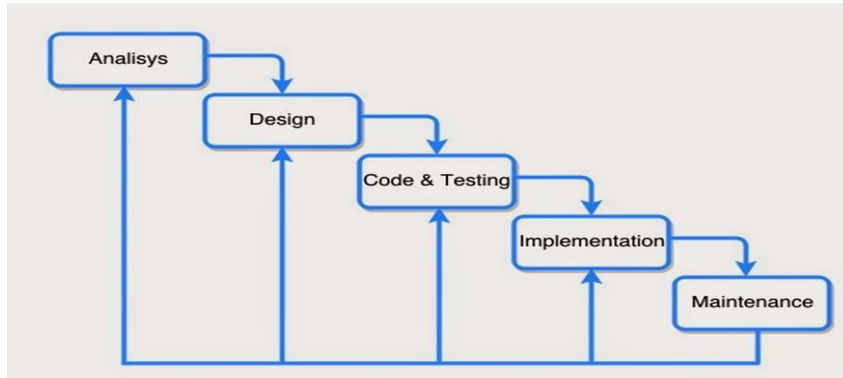 Analisys
Design
Code & Testing
Implementation
Maintenance